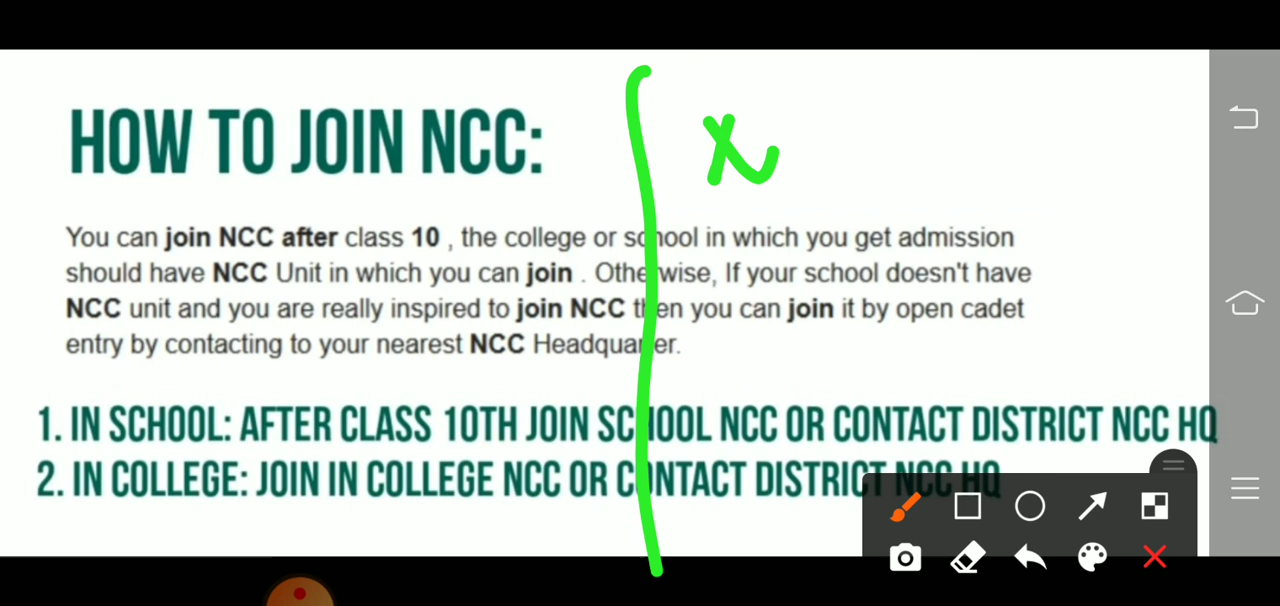 HOW TO JOIN NCC:
X
You can join NCC after class 10 , the college or school in which you get admission
should have NCC Unit in which you can join . Otherwise, If your school doesn't have
NCC unit and you are really inspired to join NCC then you can join it by open cadet
entry by contacting to your nearest NCC Headquarter.
1. IN SCHOOL: AFTER CLASS 10TH JOIN SCHOOL NCC OR CONTACT DISTRICT NCC HQ
2. IN COLLEGE: JOIN IN COLLEGE NCC OR CONTACT DISTRICT NCC HQ